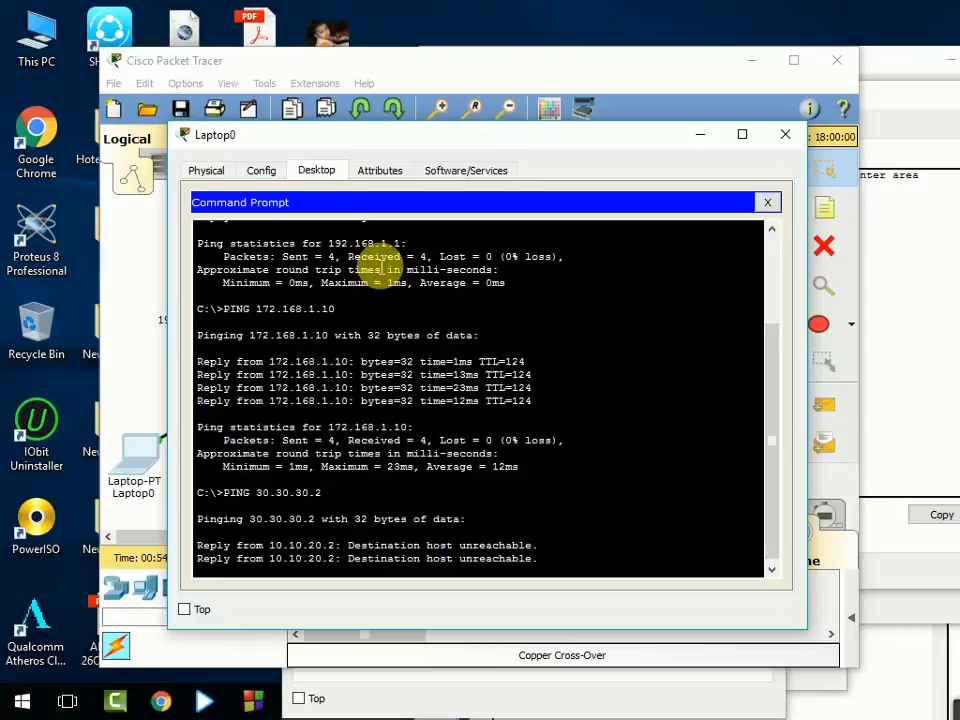 This PC
SH
PDF
Cisco Packet Tracer
File Edit Options View Tools Extensions Help
Logical
: 18:00:00
Laptop0
Google
Chrome
Hote
Physical Config Desktop Attributes Software/Services
nter area
Command Prompt
X
Ping statistics for 192.168.1.1:
Packets: Sent = 4, Received = 4, Lost = 0 (0% loss),
Approximate round trip times in milli-seconds:
Minimum = 0ms, Maximum = 1ms, Average = 0ms
C:\>PING 172.168.1.10
Pinging 172.168.1.10 with 32 bytes of data:
Reply from 172.168.1.10: bytes=32 time=1ms TTL=124
Reply from 172.168.1.10: bytes=32 time=13ms TTL=124
Reply from 172.168.1.10: bytes=32 time=23ms TTL=124
Reply from 172.168.1.10: bytes=32 time=12ms TTL=124
Ping statistics for 172.168.1.10:
Packets: Sent = 4, Received = 4, Lost = 0 (0% loss),
Approximate round trip times in milli-seconds:
Minimum = 1ms, Maximum = 23ms, Average = 12ms
C:\>PING 30.30.30.2
Pinging 30.30.30.2 with 32 bytes of data:
Reply from 10.10.20.2: Destination host unreachable.
Reply from 10.10.20.2: Destination host unreachable.
Proteus 8
Professional
Ne
19
Recycle Bin
Ne
IObit
Uninstaller
Ne
Laptop-PT
Laptop0
PowerISO
Copy
Time: 00:54
me
Top
Qualcomm
Atheros Cl...
A
26C
Copper Cross-Over
Top